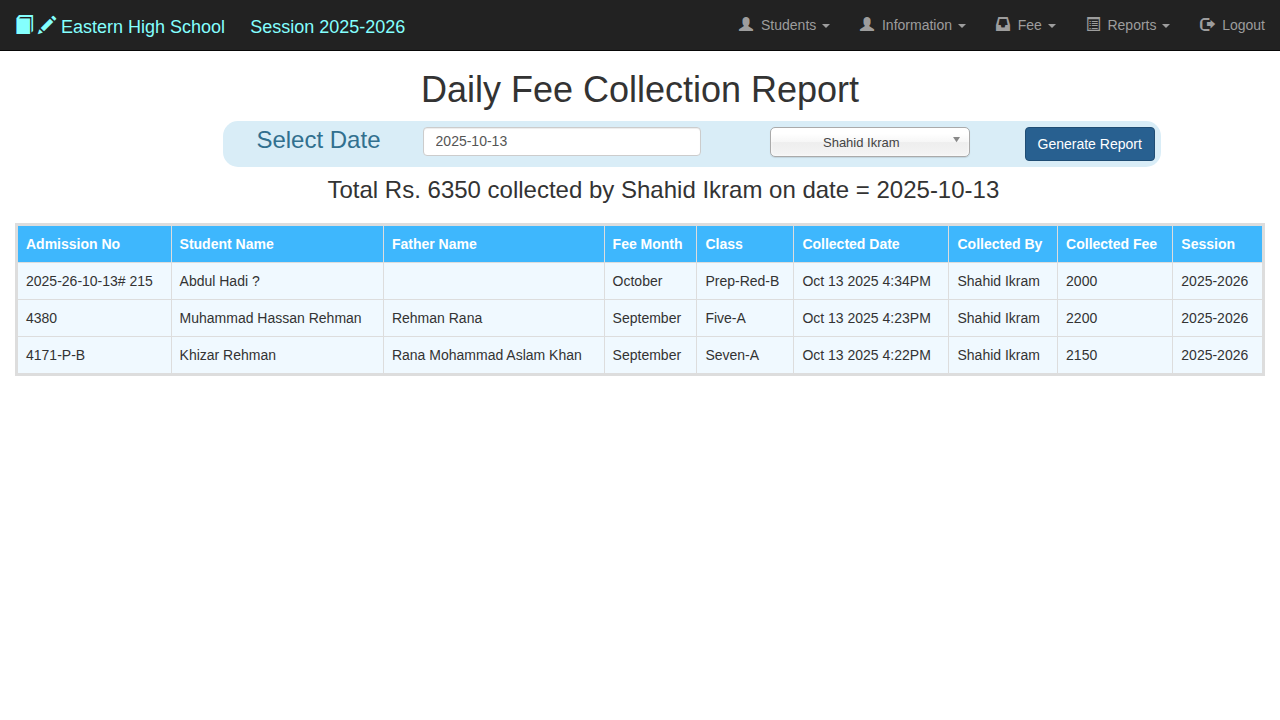 Eastern High School Session 2025-2026 Students Information Fee Reports Logout
Daily Fee Collection Report
Select Date 2025-10-13 Shahid Ikram Generate Report
Total Rs. 6350 collected by Shahid Ikram on date = 2025-10-13
Admission No Student Name Father Name Fee Month Class Collected Date Collected By Collected Fee Session
2025-26-10-13# 215 Abdul Hadi ? October Prep-Red-B Oct 13 2025 4:34PM Shahid Ikram 2000 2025-2026
4380 Muhammad Hassan Rehman Rehman Rana September Five-A Oct 13 2025 4:23PM Shahid Ikram 2200 2025-2026
4171-P-B Khizar Rehman Rana Mohammad Aslam Khan September Seven-A Oct 13 2025 4:22PM Shahid Ikram 2150 2025-2026